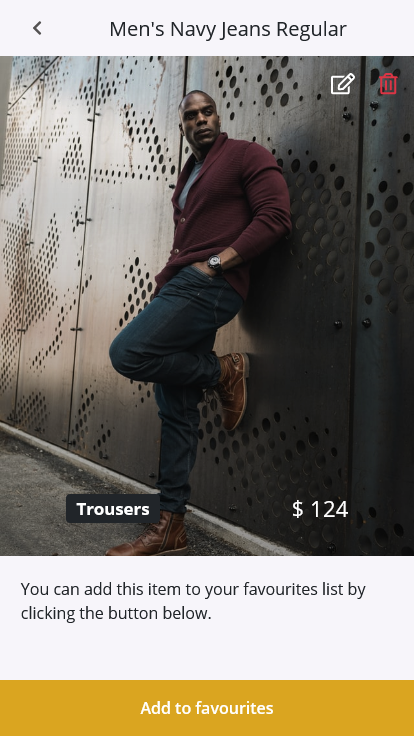 Men's Navy Jeans Regular
Trousers
$ 124
You can add this item to your favourites list by
clicking the button below.
Add to favourites